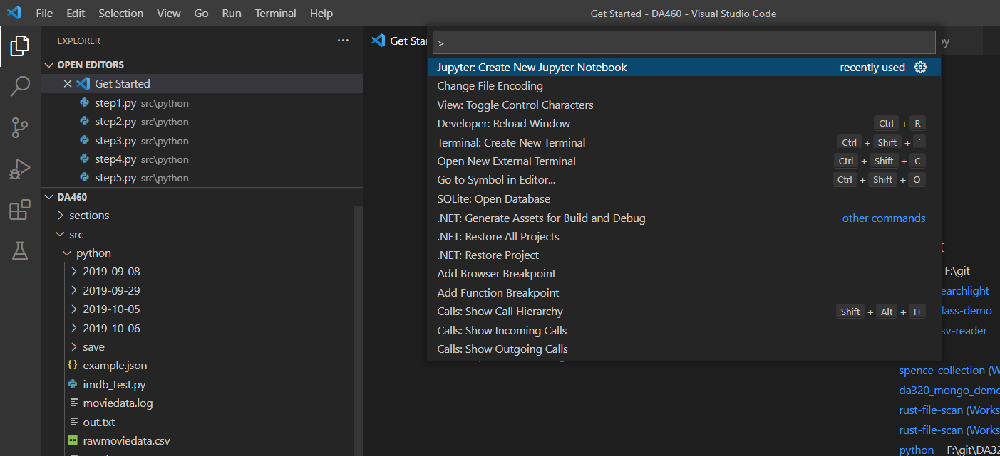 File Edit Selection View Go Run Terminal Help Get Started - DA460 - Visual Studio Code
EXPLORER ...
OPEN EDITORS
Get Started
step1.py src\python
step2.py src\python
step3.py src\python
step4.py src\python
step5.py src\python
DA460
sections
src
python
2019-09-08
2019-09-29
2019-10-05
2019-10-06
save
example.json
imdb_test.py
moviedata.log
out.txt
rawmoviedata.csv
Get Sta
py
>
Jupyter: Create New Jupyter Notebook recently used
Change File Encoding
View: Toggle Control Characters
Developer: Reload Window Ctrl + R
Terminal: Create New Terminal Ctrl + Shift + `
Open New External Terminal Ctrl + Shift + C
Go to Symbol in Editor... Ctrl + Shift + O
SQLite: Open Database
.NET: Generate Assets for Build and Debug other commands
.NET: Restore All Projects
.NET: Restore Project
Add Browser Breakpoint
Add Function Breakpoint
Calls: Show Call Hierarchy Shift + Alt + H
Calls: Show Incoming Calls
Calls: Show Outgoing Calls
t
F:\git
earchlight
lass-demo
sv-reader
spence-collection (W
da320_mongo_demo
rust-file-scan (Works
rust-file-scan (Works
python F:\git\DA32